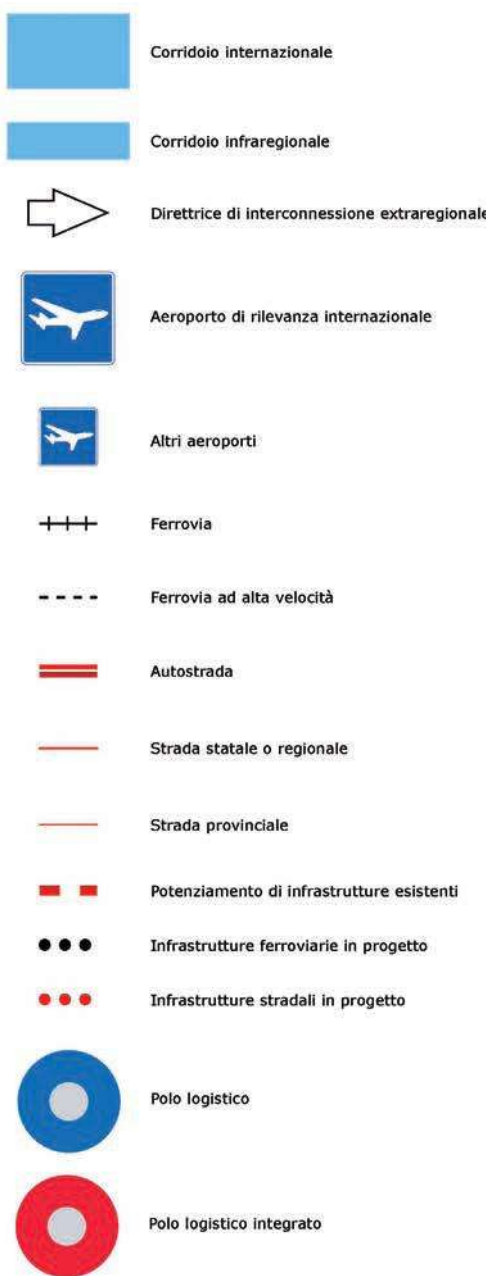 Corridoio internazionale
Corridoio infraregionale
Direttrice di interconnessione extraregionale
Aeroporto di rilevanza internazionale
Altri aeroporti
Ferrovia
Ferrovia ad alta velocità
Autostrada
Strada statale o regionale
Strada provinciale
Potenziamento di infrastrutture esistenti
Infrastrutture ferroviarie in progetto
Infrastrutture stradali in progetto
Polo logistico
Polo logistico integrato